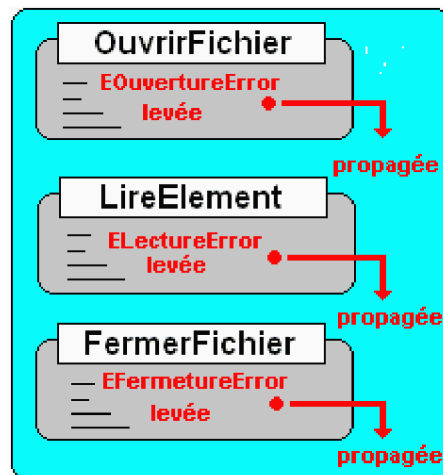 OuvrirFichier
EOuvertureError
levée
propagée
LireElement
ELectureError
levée
propagée
FermerFichier
EFermetureError
levée
propagée